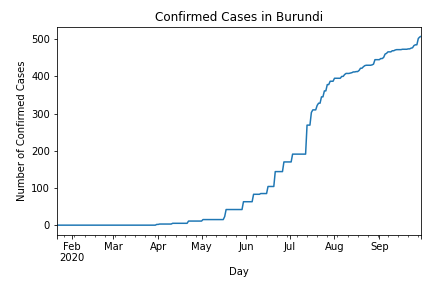 Confirmed Cases in Burundi
Number of Confirmed Cases
500
400
300
200
100
0
Feb Mar Apr May Jun Jul Aug Sep
2020
Day